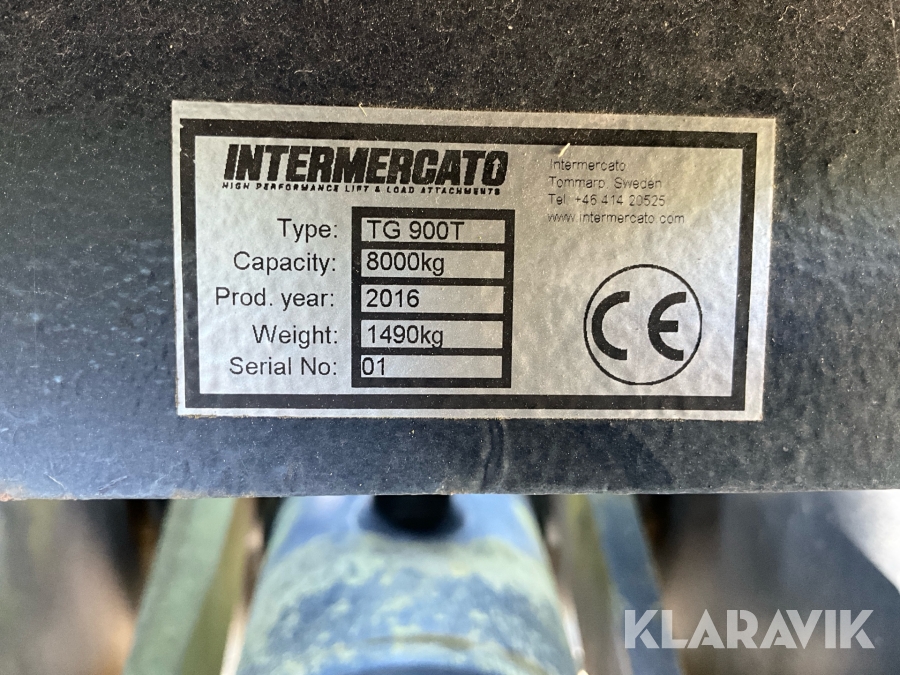 INTERMERCATO
HIGH PERFORMANCE LIFT & LOAD ATTACHMENTS
Intermercato
Tommarp, Sweden
Tel. +46 414 20525
www.intermercato.com
Type: TG 900T
Capacity: 8000kg
Prod. year: 2016
Weight: 1490kg
Serial No: 01
CE
KLARAVIK